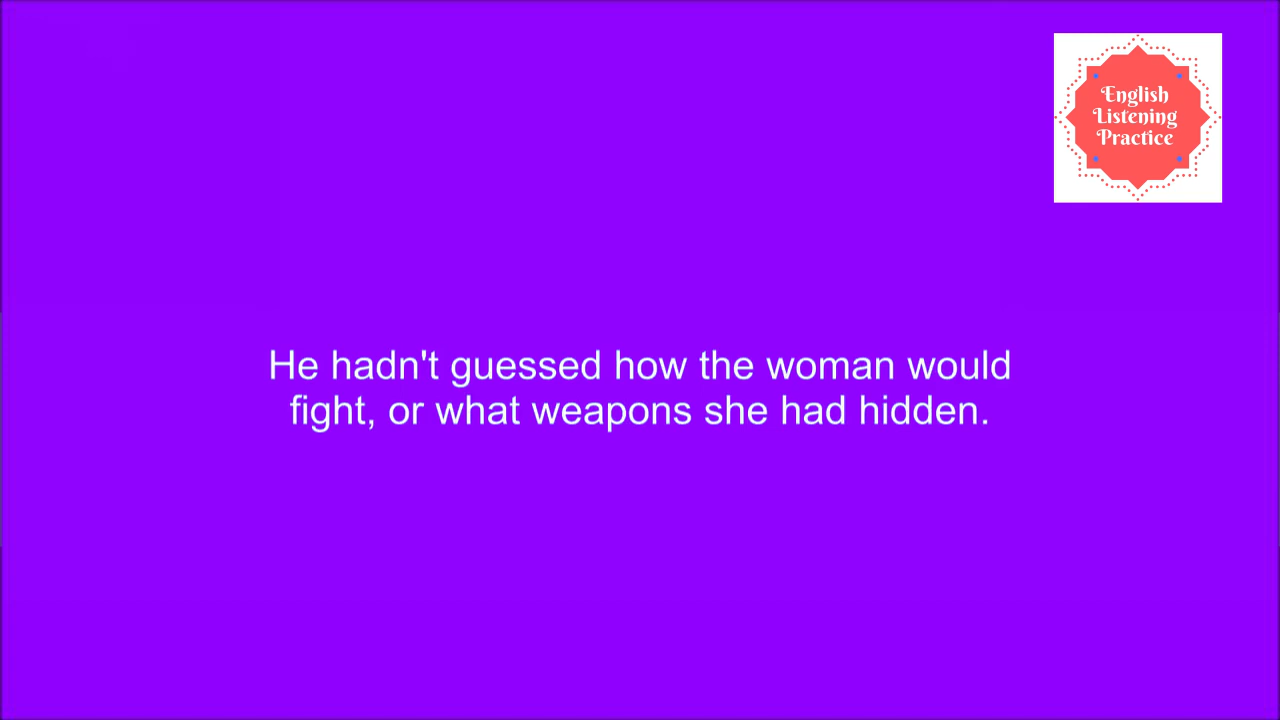 English
Listening
Practice
He hadn't guessed how the woman would
fight, or what weapons she had hidden.